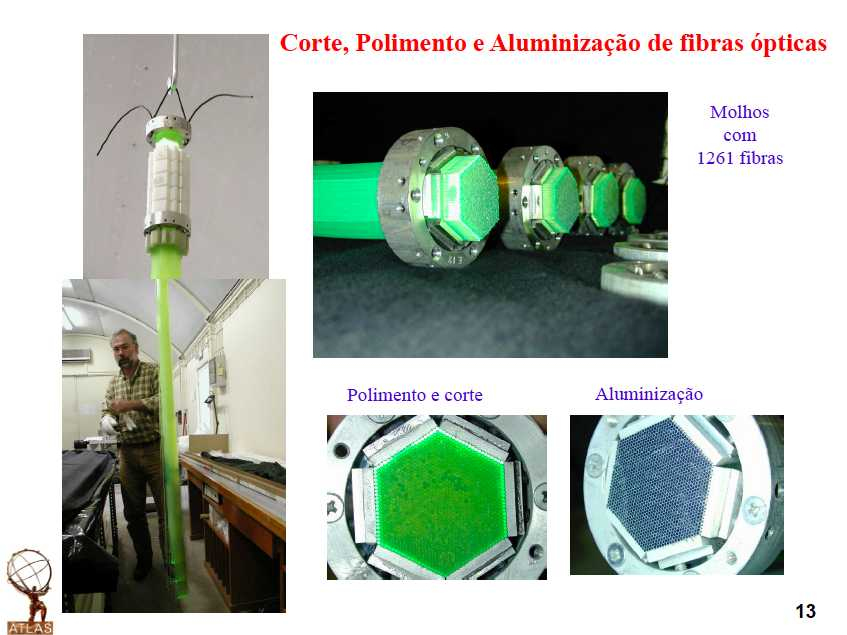 Corte, Polimento e Aluminização de fibras ópticas
Molhos
com
1261 fibras
Polimento e corte
Aluminização
ATLAS
13